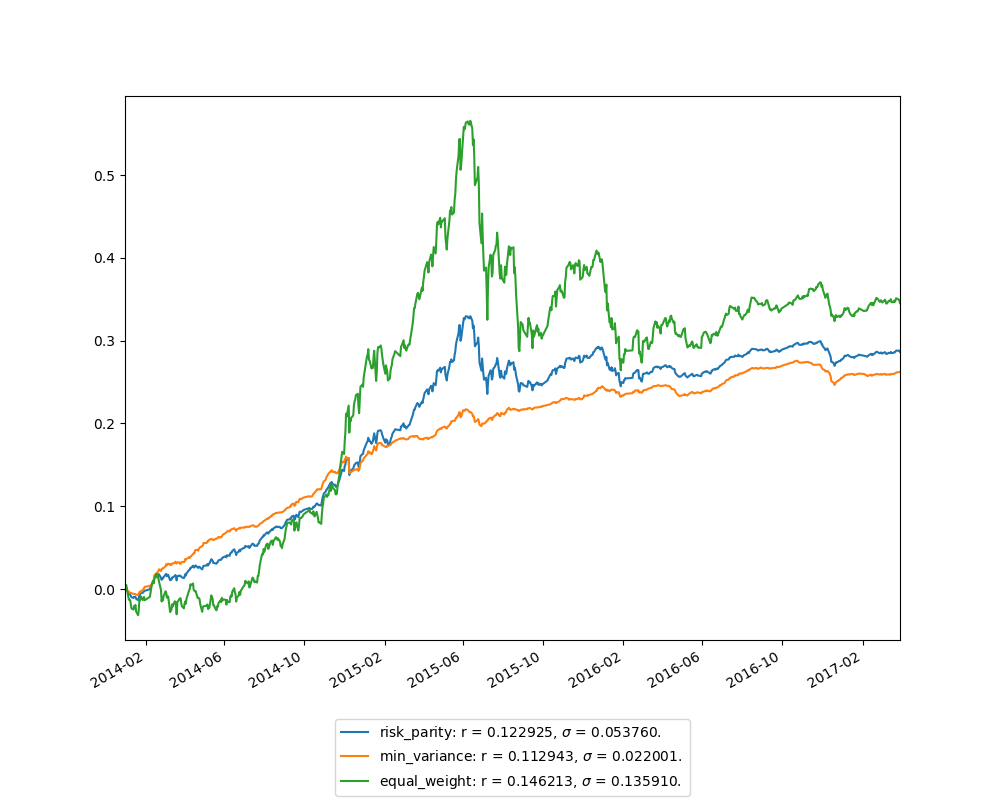 0.5
0.4
0.3
0.2
0.1
0.0
2014-02 2014-06 2014-10 2015-02 2015-06 2015-10 2016-02 2016-06 2016-10 2017-02
risk_parity: r = 0.122925, σ = 0.053760.
min_variance: r = 0.112943, σ = 0.022001.
equal_weight: r = 0.146213, σ = 0.135910.